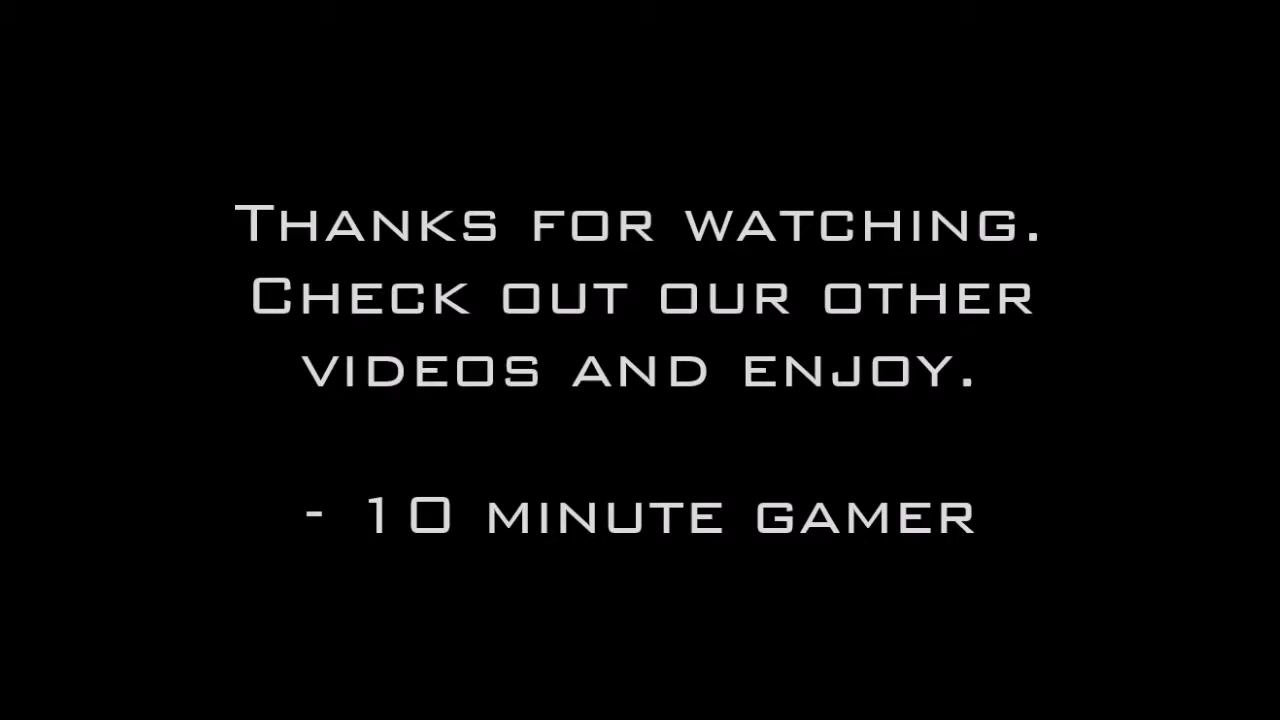 Thanks for watching.
Check out our other
videos and enjoy.
- 10 minute gamer